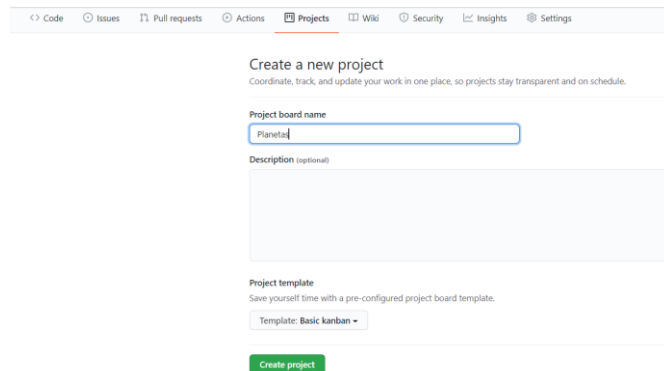 Code Issues Pull requests Actions Projects Wiki Security Insights Settings
Create a new project
Coordinate, track, and update your work in one place, so projects stay transparent and on schedule.
Project board name
Planetas
Description (optional)
Project template
Save yourself time with a pre-configured project board template.
Template: Basic kanban
Create project